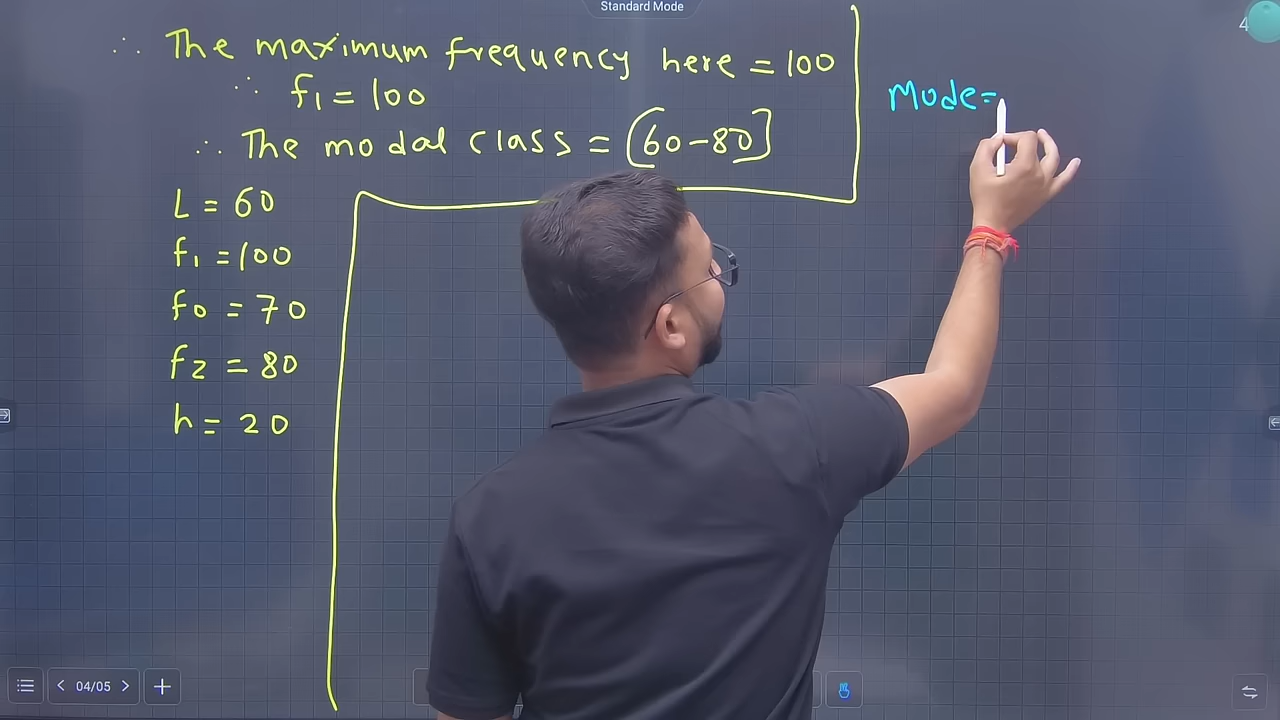 Standard Mode
4
∴ The maximum frequency here = 100
∵ f1 = 100
∴ The modal class = [60-80]
L = 60
f1 = 100
f0 = 70
f2 = 80
h = 20
Mode=
04/05